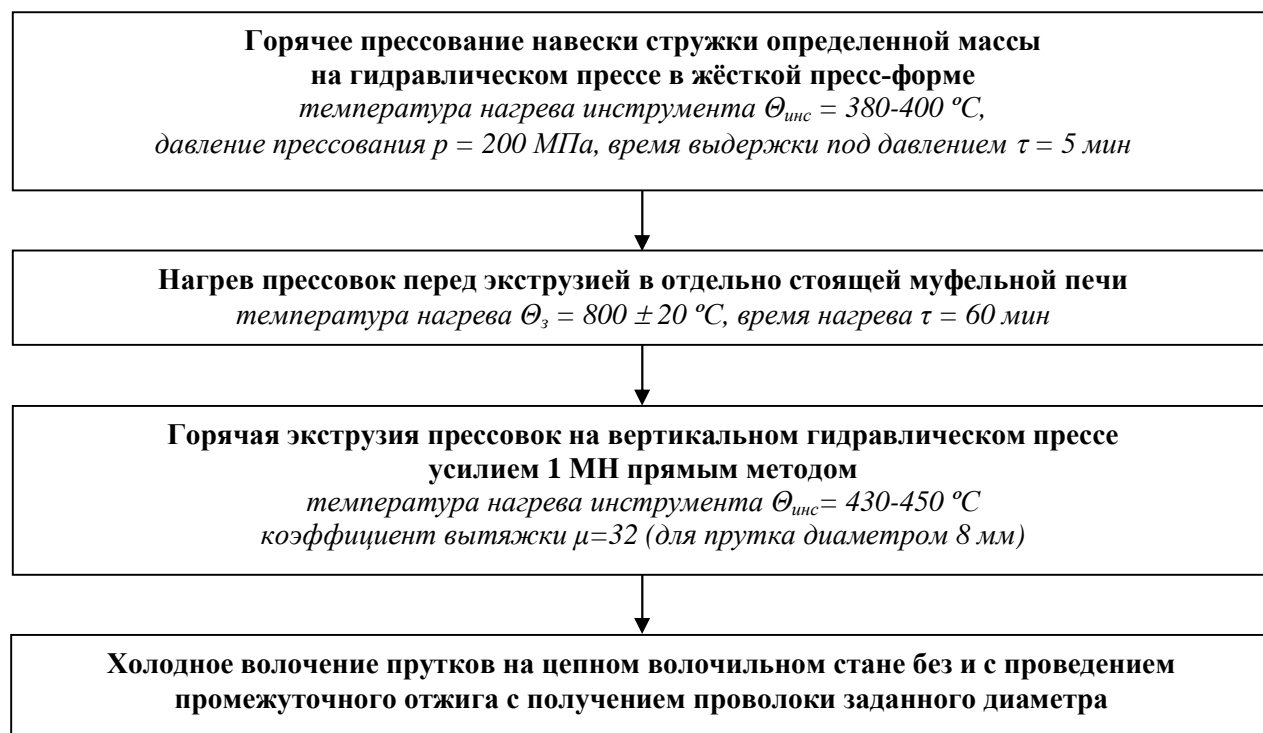 Горячее прессование навески стружки определенной массы
на гидравлическом прессе в жёсткой пресс-форме
температура нагрева инструмента Θинс = 380-400 ºС,
давление прессования р = 200 МПа, время выдержки под давлением τ = 5 мин
Нагрев прессовок перед экструзией в отдельно стоящей муфельной печи
температура нагрева Θз = 800 ± 20 ºС, время нагрева τ = 60 мин
Горячая экструзия прессовок на вертикальном гидравлическом прессе
усилием 1 МН прямым методом
температура нагрева инструмента Θинс= 430-450 ºС
коэффициент вытяжки μ=32 (для прутка диаметром 8 мм)
Холодное волочение прутков на цепном волочильном стане без и с проведением
промежуточного отжига с получением проволоки заданного диаметра